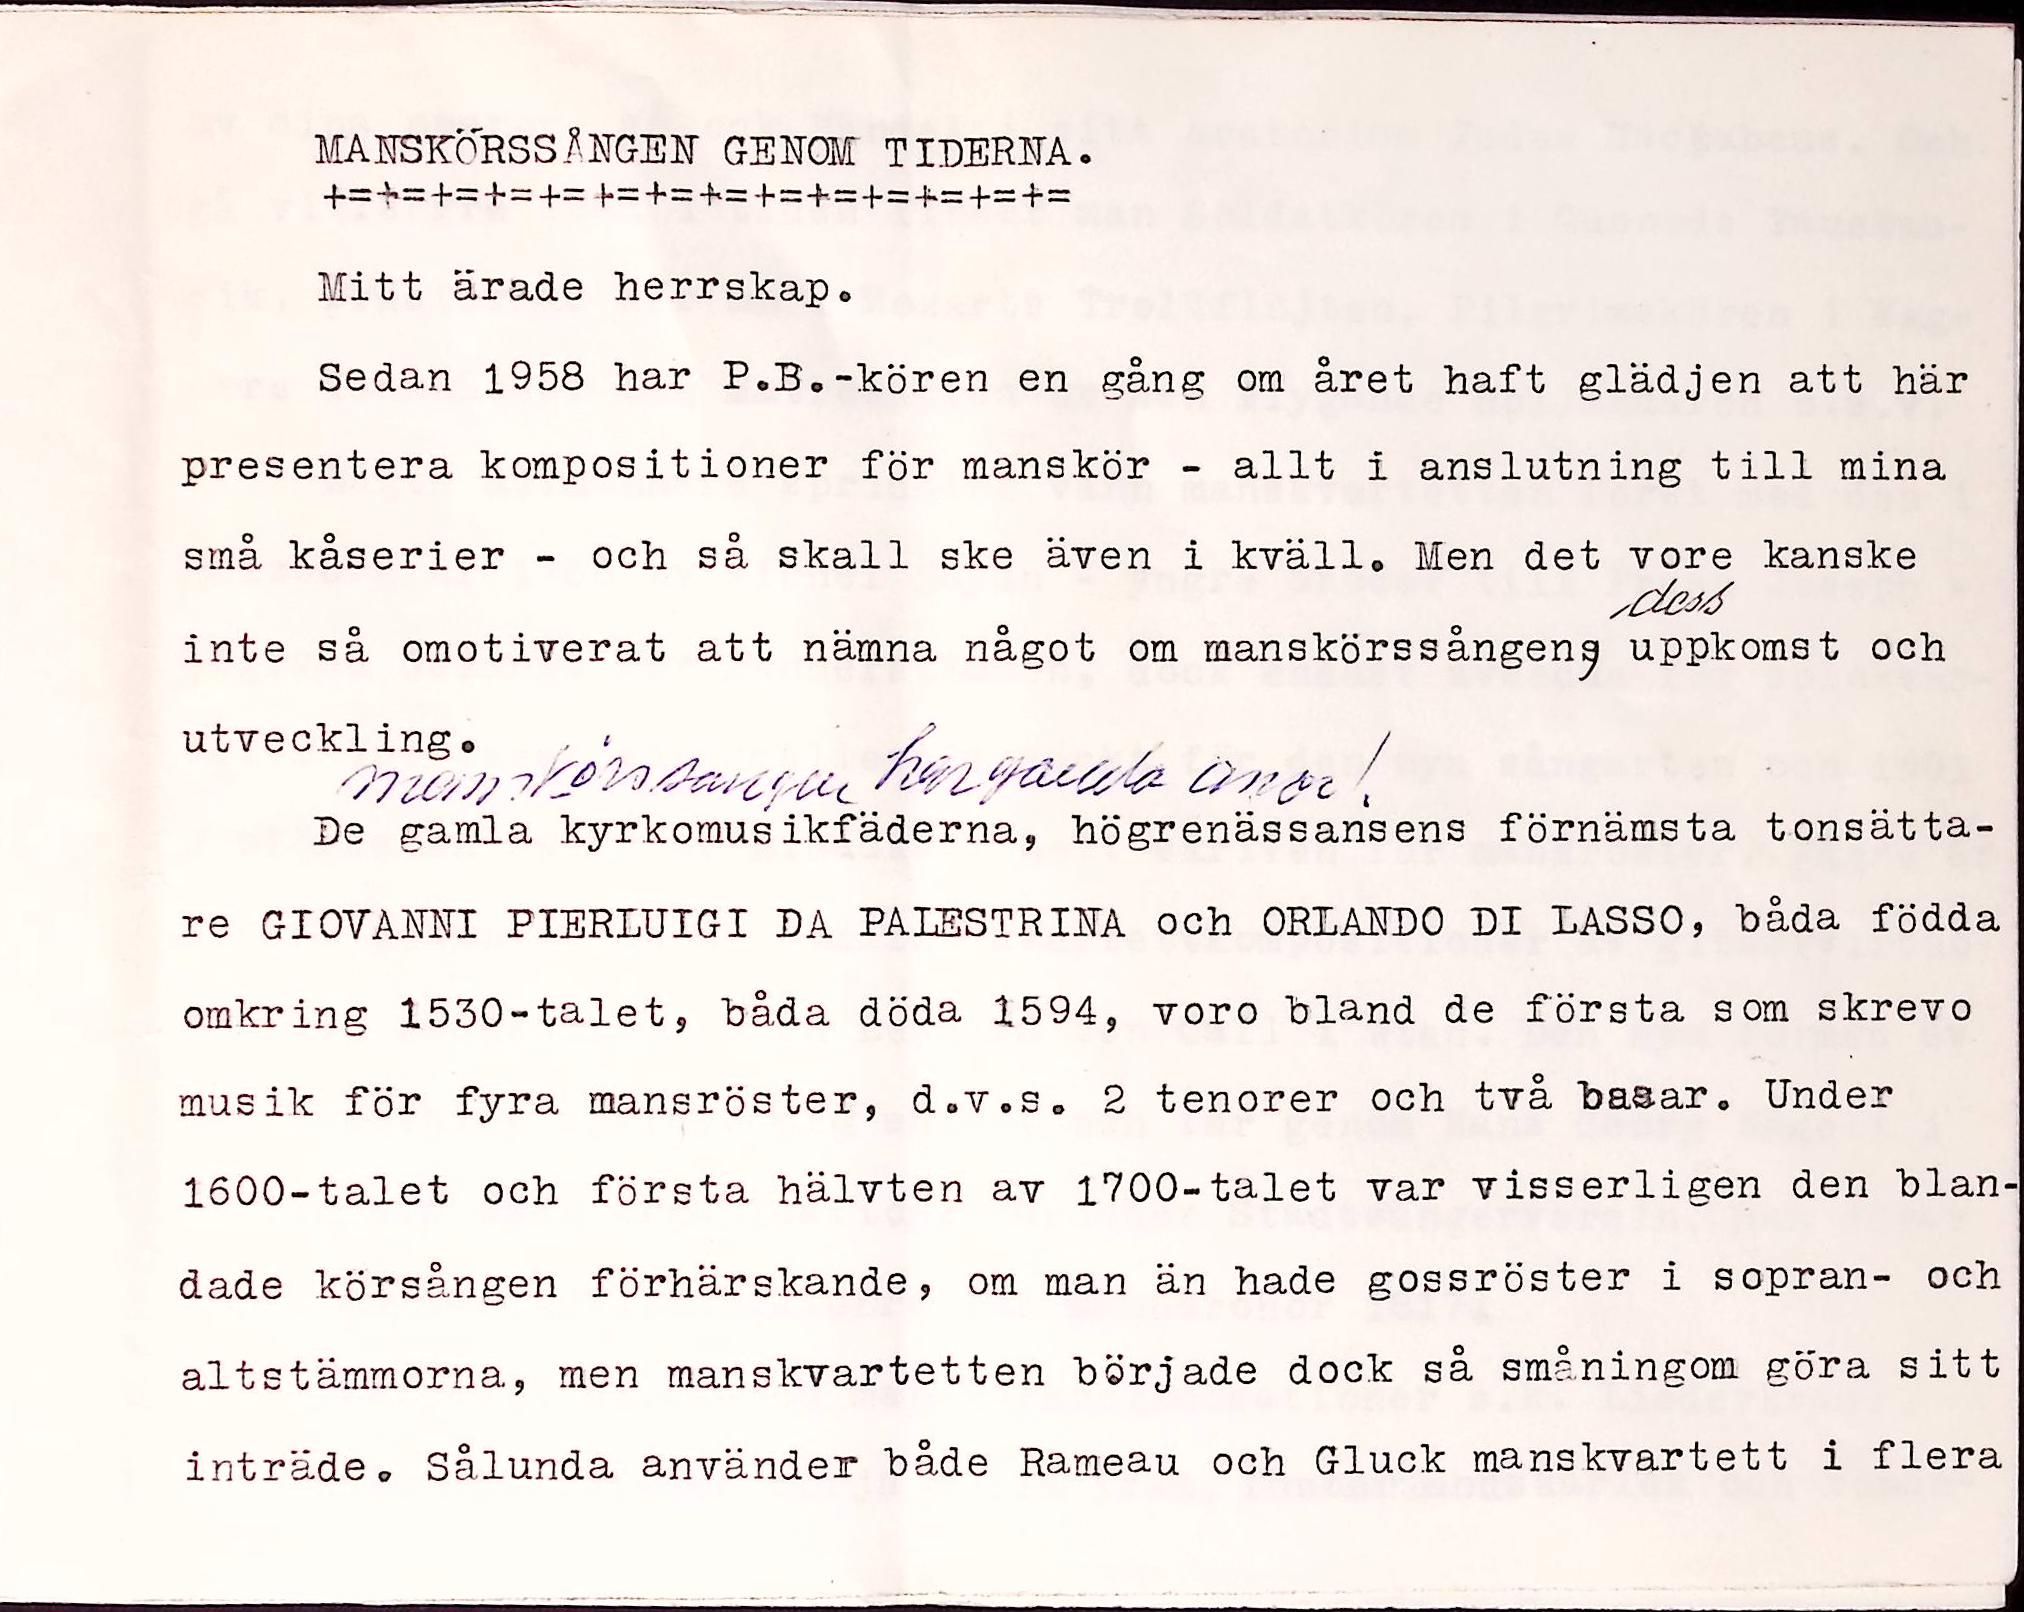 MANSKÖRSSÅNGEN GENOM TIDERNA.
+=+=+=+=+=+=+=+=+=+=+=+=+=+=
Mitt ärade herrskap.
Sedan 1958 har P.B.-kören en gång om året haft glädjen att här
presentera kompositioner för manskör - allt i anslutning till mina
små kåserier - och så skall ske även i kväll. Men det vore kanske
dess
inte så omotiverat att nämna något om manskörssången, uppkomst och
utveckling.
manskörssången har gamla anor!
De gamla kyrkomusikfäderna, högrenässansens förnämsta tonsätta-
re GIOVANNI PIERLUIGI DA PALESTRINA och ORLANDO DI LASSO, båda födda
omkring 1530-talet, båda döda 1594, voro bland de första som skrevo
musik för fyra mansröster, d.v.s. 2 tenorer och två basar. Under
1600-talet och första hälvten av 1700-talet var visserligen den blan-
dade körsången förhärskande, om man än hade gossröster i sopran- och
altstämmorna, men manskvartetten började dock så småningom göra sitt
inträde. Sålunda använder både Rameau och Gluck manskvartett i flera